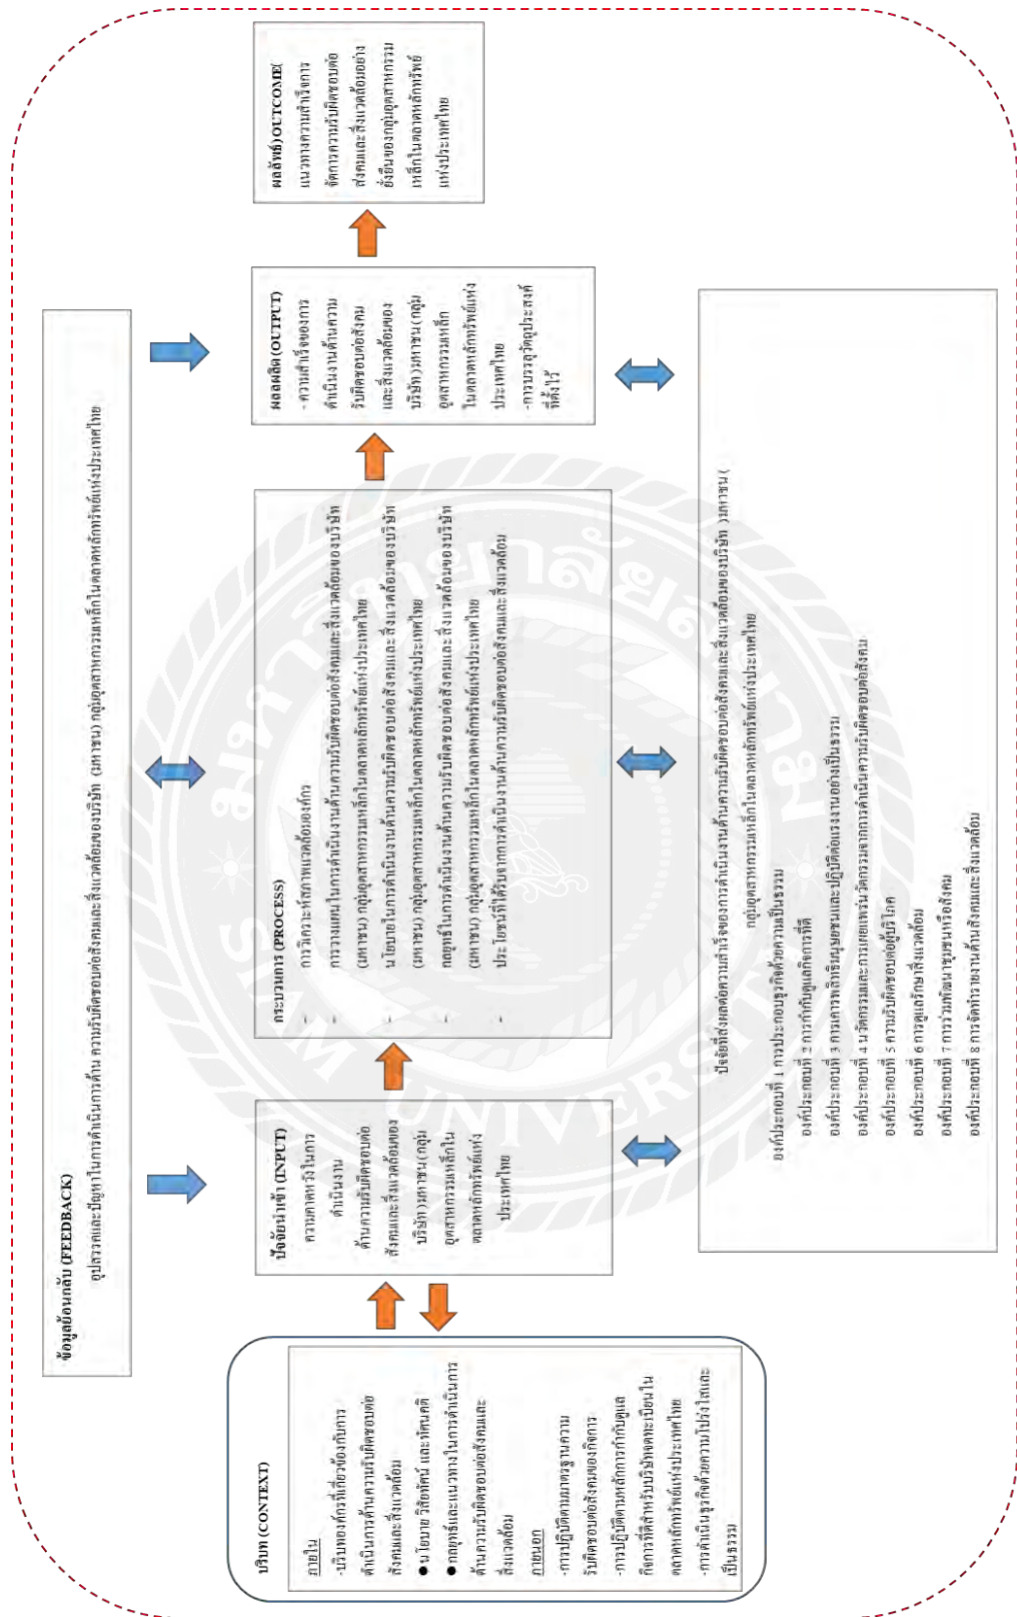 ข้อมูลย้อนกลับ (FEEDBACK)
อุปสรรคและปัญหาในการดำเนินการด้าน ความรับผิดชอบต่อสังคมและสิ่งแวดล้อมของบริษัท (มหาชน) กลุ่มอุตสาหกรรมเหล็กในตลาดหลักทรัพย์แห่งประเทศไทย
บริบท (CONTEXT)
ภายใน
-บริบทองค์กรที่เกี่ยวข้องกับการ
ดำเนินการด้านความรับผิดชอบต่อ
สังคมและสิ่งแวดล้อม
● นโยบาย วิสัยทัศน์ และทัศนคติ
● กลยุทธ์และแนวทางในการดำเนินการ
ด้านความรับผิดชอบต่อสังคมและ
สิ่งแวดล้อม
ภายนอก
-การปฏิบัติตามมาตรฐานความ
รับผิดชอบต่อสังคมของกิจการ
-การปฏิบัติตามหลักการกำกับดูแล
กิจการที่ดีสำหรับบริษัทจดทะเบียนใน
ตลาดหลักทรัพย์แห่งประเทศไทย
-การดำเนินธุรกิจด้วยความโปร่งใสและ
เป็นธรรม
ปัจจัยนำเข้า (INPUT)
ความคาดหวังในการ
ดำเนินงาน
ด้านความรับผิดชอบต่อ
สังคมและสิ่งแวดล้อมของ
บริษัท )มหาชน(กลุ่ม
อุตสาหกรรมเหล็กใน
ตลาดหลักทรัพย์แห่ง
ประเทศไทย
กระบวนการ (PROCESS)
- การวิเคราะห์สภาพแวดล้อมองค์กร
- การวางแผนในการดำเนินงานด้านความรับผิดชอบต่อสังคมและสิ่งแวดล้อมของบริษัท
(มหาชน) กลุ่มอุตสาหกรรมเหล็กในตลาดหลักทรัพย์แห่งประเทศไทย
- นโยบายในการดำเนินงานด้านความรับผิดชอบต่อสังคมและสิ่งแวดล้อมของบริษัท
(มหาชน) กลุ่มอุตสาหกรรมเหล็กในตลาดหลักทรัพย์แห่งประเทศไทย
- กลยุทธ์ในการดำเนินงานด้านความรับผิดชอบต่อสังคมและสิ่งแวดล้อมของบริษัท
(มหาชน) กลุ่มอุตสาหกรรมเหล็กในตลาดหลักทรัพย์แห่งประเทศไทย
- ประโยชน์ที่ได้รับจากการดำเนินงานด้านความรับผิดชอบต่อสังคมและสิ่งแวดล้อม
ผลผลิต (OUTPUT)
- ความสำเร็จของการ
ดำเนินงานด้านความ
รับผิดชอบต่อสังคม
และสิ่งแวดล้อมของ
บริษัท )มหาชน(กลุ่ม
อุตสาหกรรมเหล็ก
ในตลาดหลักทรัพย์แห่ง
ประเทศไทย
-การบรรลุวัตถุประสงค์
ที่ตั้งไว้
ผลลัพธ์) OUTCOME(
แนวทางความสำเร็จการ
จัดการความรับผิดชอบต่อ
สังคมและสิ่งแวดล้อมอย่าง
ยั่งยืนของกลุ่มอุตสาหกรรม
เหล็กในตลาดหลักทรัพย์
แห่งประเทศไทย
ปัจจัยที่ส่งผลต่อความสำเร็จของการดำเนินงานด้านความรับผิดชอบต่อสังคมและสิ่งแวดล้อมของบริษัท )มหาชน(
กลุ่มอุตสาหกรรมเหล็กในตลาดหลักทรัพย์แห่งประเทศไทย
องค์ประกอบที่ 1 การประกอบธุรกิจด้วยความเป็นธรรม
องค์ประกอบที่ 2 การกำกับดูแลกิจการที่ดี
องค์ประกอบที่ 3 การเคารพสิทธิมนุษยชนและปฏิบัติต่อแรงงานอย่างเป็นธรรม
องค์ประกอบที่ 4 นวัตกรรมและการเผยแพร่นวัตกรรมจากการดำเนินความรับผิดชอบต่อสังคม
องค์ประกอบที่ 5 ความรับผิดชอบต่อผู้บริโภค
องค์ประกอบที่ 6 การดูแลรักษาสิ่งแวดล้อม
องค์ประกอบที่ 7 การร่วมพัฒนาชุมชนหรือสังคม
องค์ประกอบที่ 8 การจัดทำรายงานด้านสังคมและสิ่งแวดล้อม
มหาวิทยาลัยสยาม
SIAM UNIVERSITY